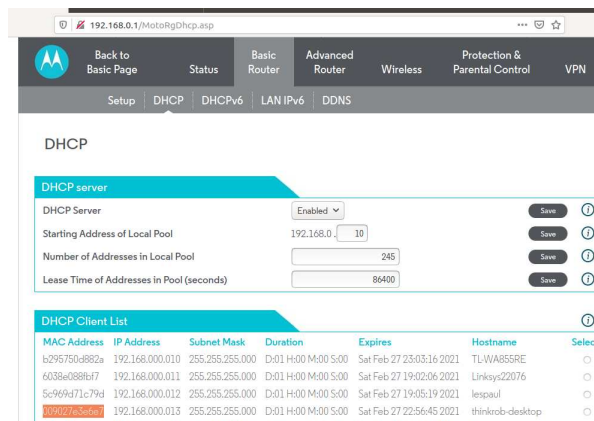 192.168.0.1/MotoRgDhcp.asp
Back to Basic Page Status Basic Router Advanced Router Wireless Protection & Parental Control VPN
Setup DHCP DHCPv6 LAN IPv6 DDNS
DHCP
DHCP server
DHCP Server Enabled Save i
Starting Address of Local Pool 192.168.0. 10 Save i
Number of Addresses in Local Pool 245 Save i
Lease Time of Addresses in Pool (seconds) 86400 Save i
DHCP Client List i
MAC Address IP Address Subnet Mask Duration Expires Hostname Selec
b295750d882a 192.168.000.010 255.255.255.000 D:01 H:00 M:00 S:00 Sat Feb 27 23:03:16 2021 TL-WA855RE
6038e088fbf7 192.168.000.011 255.255.255.000 D:01 H:00 M:00 S:00 Sat Feb 27 19:02:06 2021 Linksys22076
5c969d71c79d 192.168.000.012 255.255.255.000 D:01 H:00 M:00 S:00 Sat Feb 27 19:05:19 2021 lespaul
009027e3e6e7 192.168.000.013 255.255.255.000 D:01 H:00 M:00 S:00 Sat Feb 27 22:56:45 2021 thinkrob-desktop